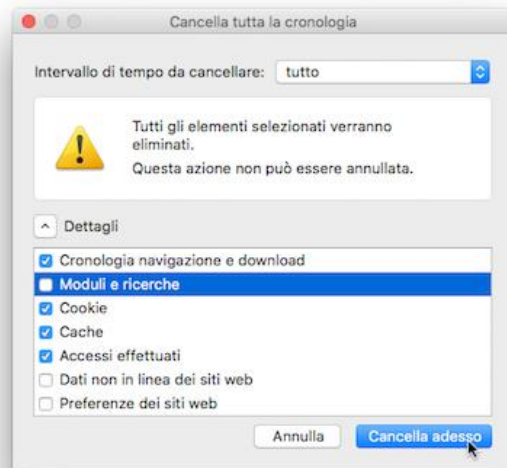 Cancella tutta la cronologia
Intervallo di tempo da cancellare: tutto
Tutti gli elementi selezionati verranno
eliminati.
Questa azione non può essere annullata.
Dettagli
Cronologia navigazione e download
Moduli e ricerche
Cookie
Cache
Accessi effettuati
Dati non in linea dei siti web
Preferenze dei siti web
Annulla Cancella adesso